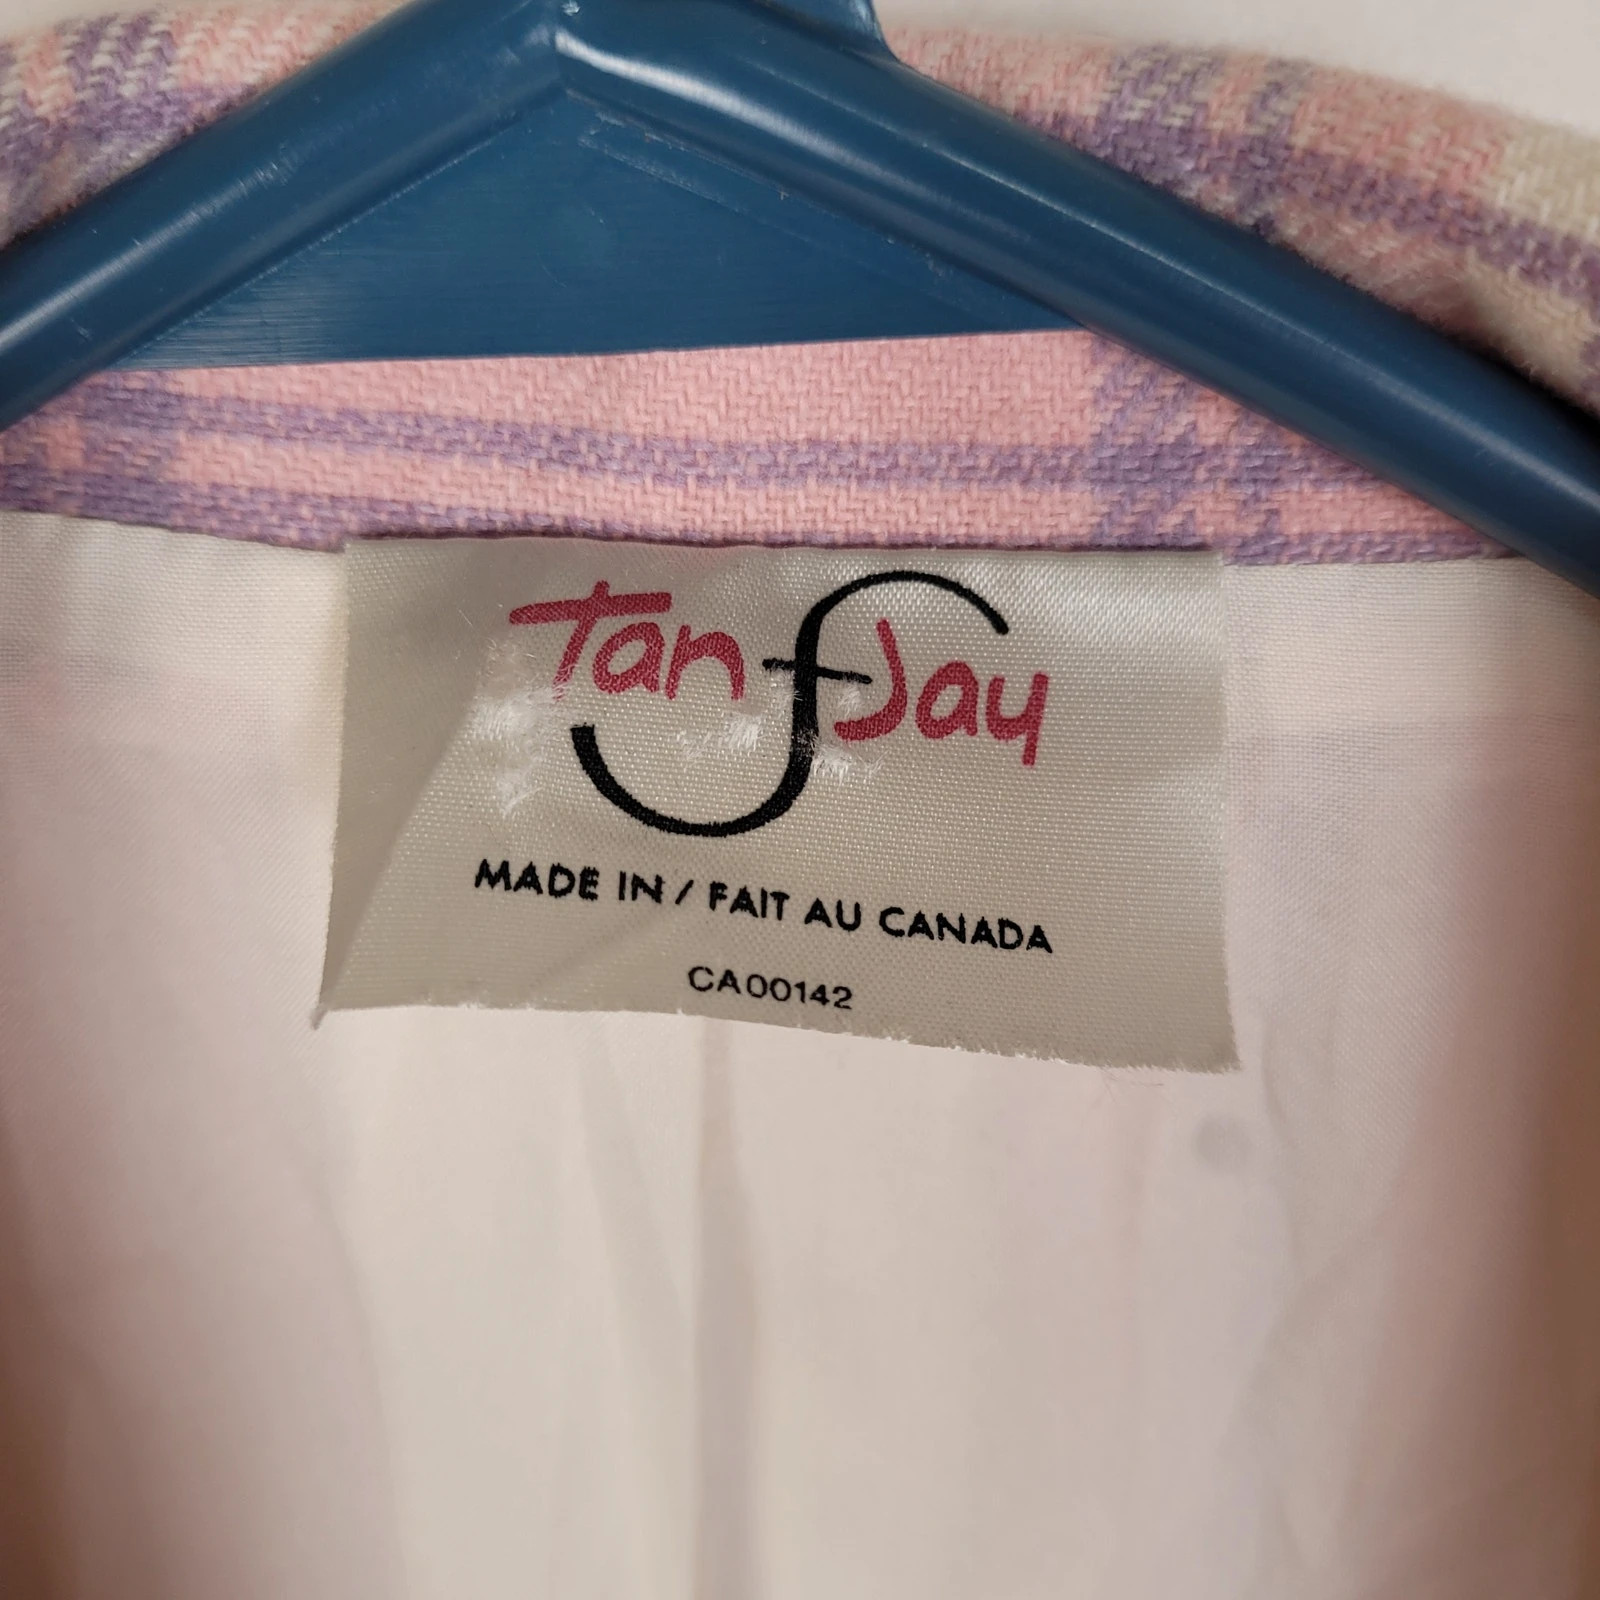 Tan Jay
MADE IN / FAIT AU CANADA
CA00142